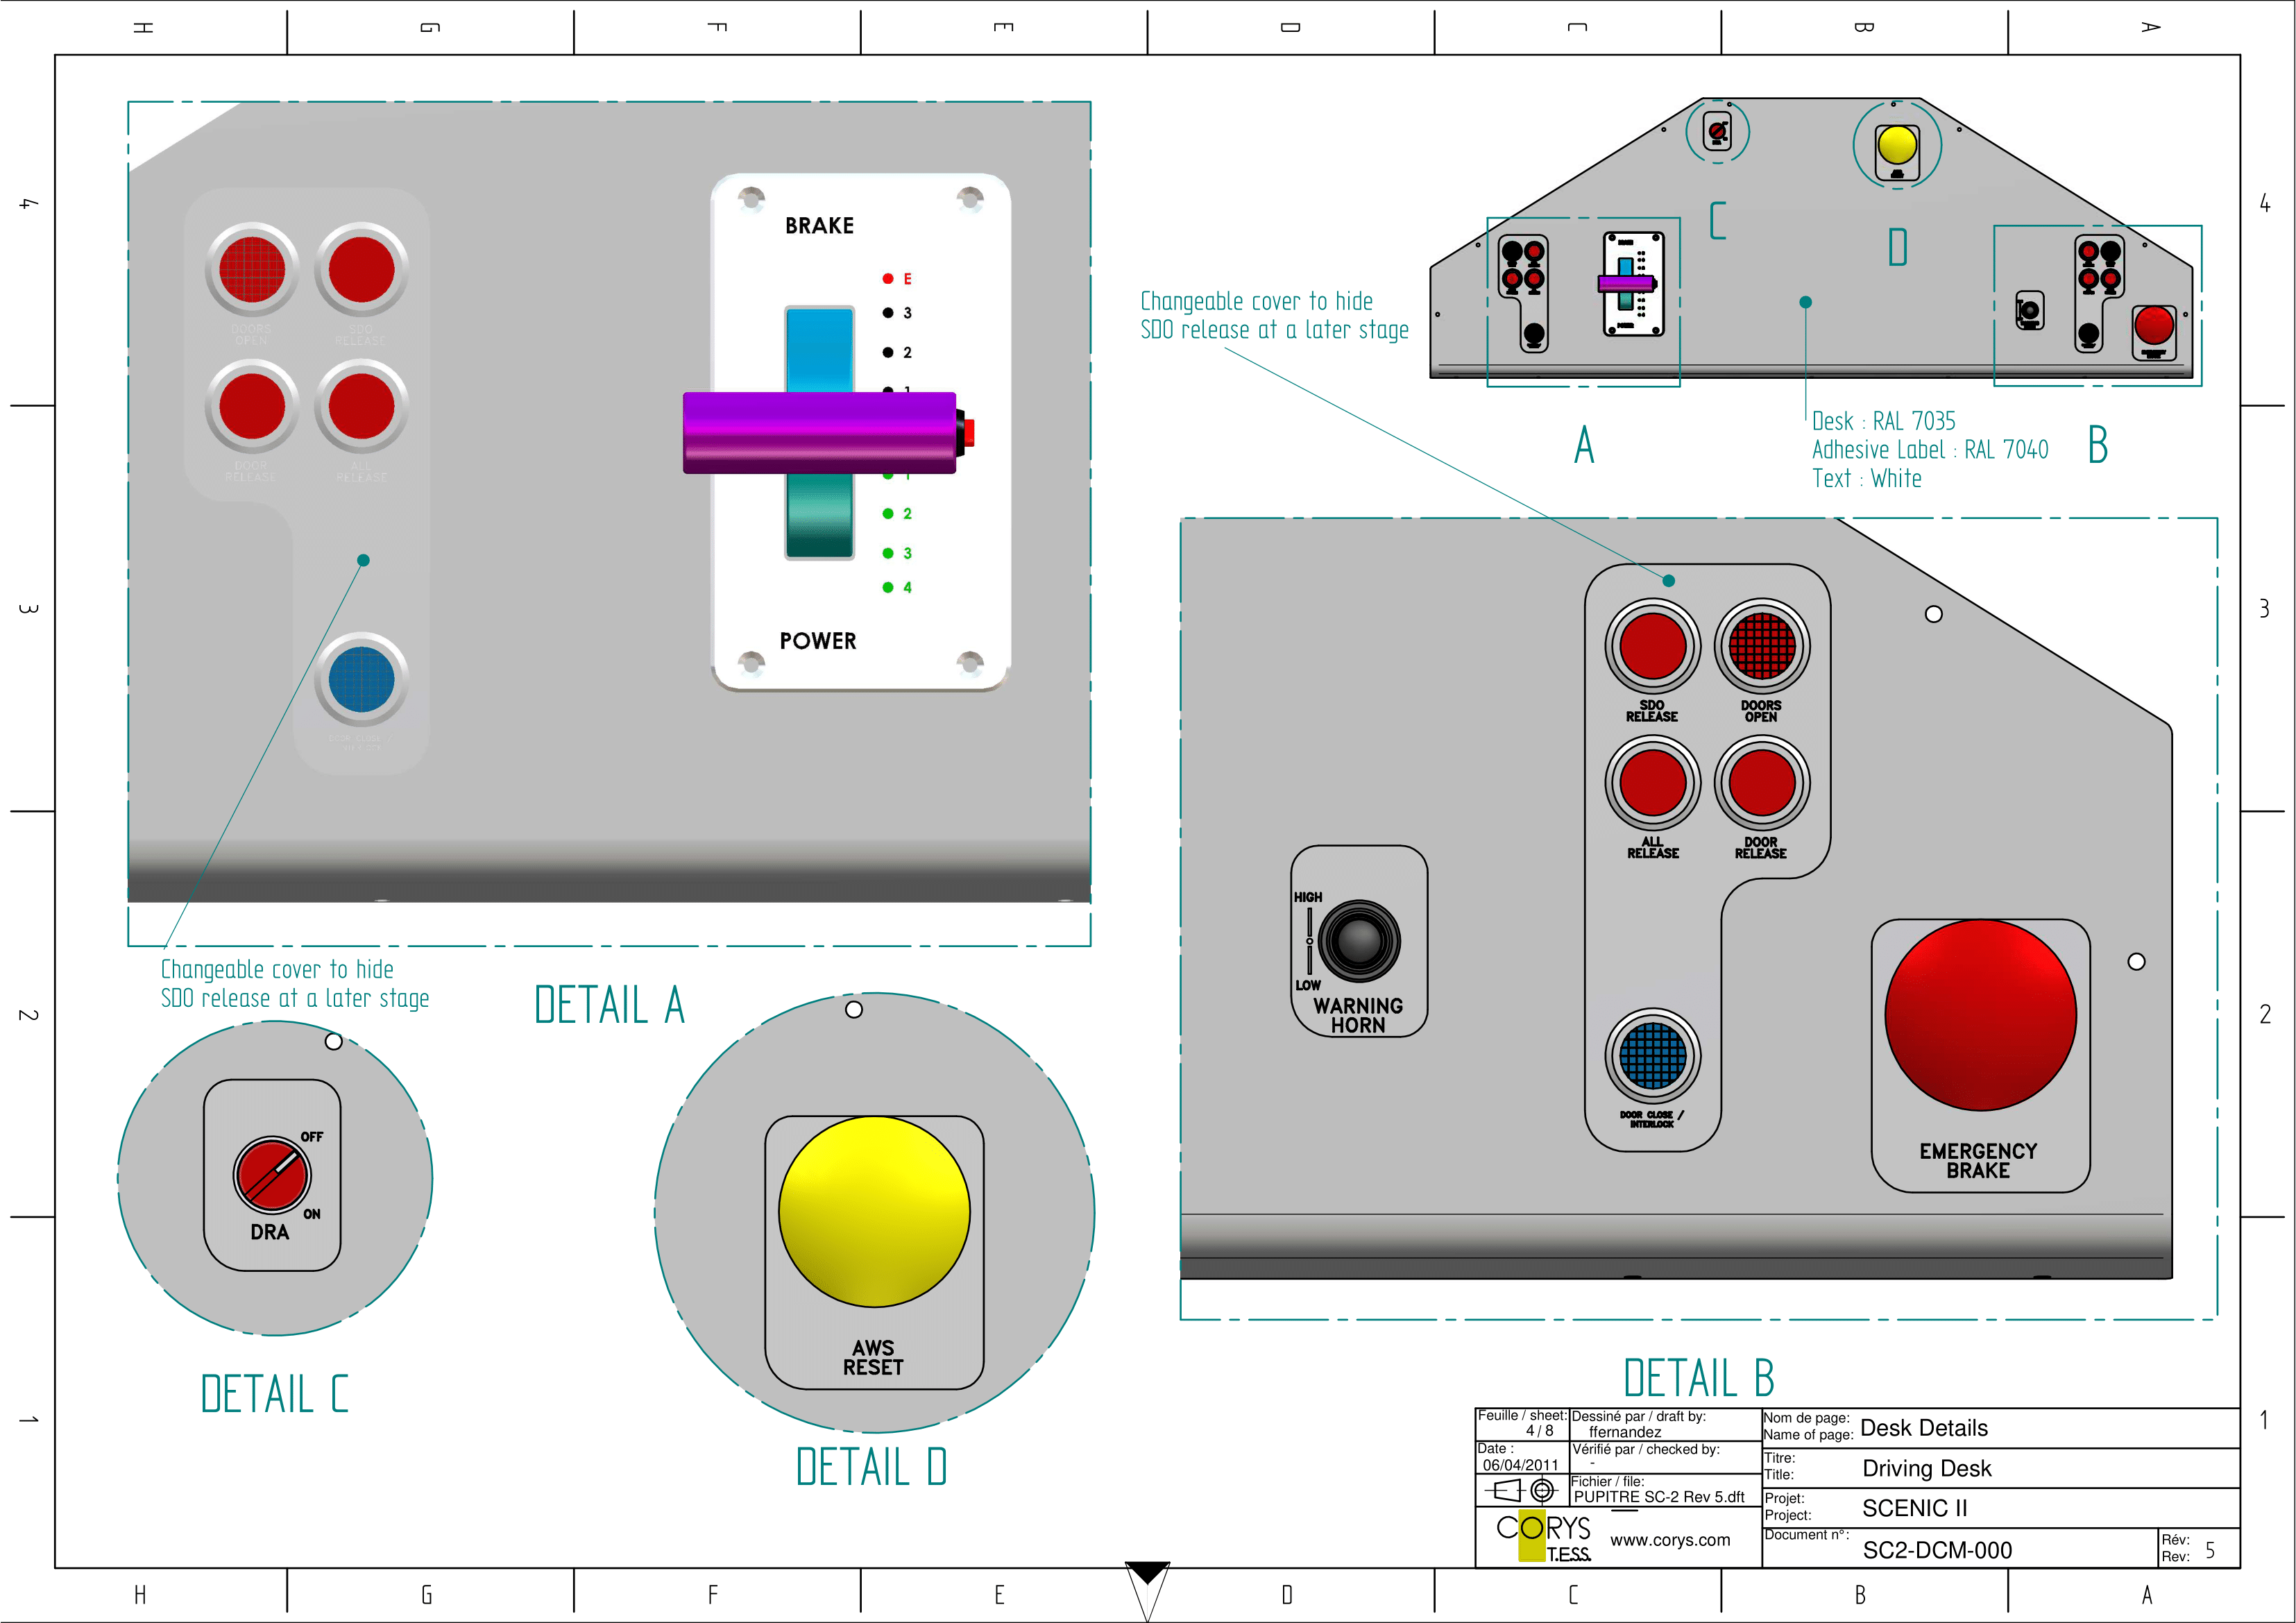 H G F E D C B A
4
3
2
1
4
3
2
1
H G F E D C B A
DOORS
OPEN
SDO
RELEASE
DOOR
RELEASE
ALL
RELEASE
DOOR CLOSE /
INTERLOCK
BRAKE
E
3
2
1
1
2
3
4
POWER
Changeable cover to hide
SDO release at a later stage
DETAIL A
C
D
A
B
Changeable cover to hide
SDO release at a later stage
Desk : RAL 7035
Adhesive Label : RAL 7040
Text : White
SDO
RELEASE
DOORS
OPEN
ALL
RELEASE
DOOR
RELEASE
HIGH
LOW
WARNING
HORN
DOOR CLOSE /
INTERLOCK
EMERGENCY
BRAKE
DETAIL B
OFF
ON
DRA
DETAIL C
AWS
RESET
DETAIL D
Feuille / sheet:
4 / 8
Dessiné par / draft by:
ffernandez
Date :
06/04/2011
Vérifié par / checked by:
-
Fichier / file:
PUPITRE SC-2 Rev 5.dft
CORYS
T.E.S.S.
www.corys.com
Nom de page:
Name of page: Desk Details
Titre:
Title: Driving Desk
Projet:
Project: SCENIC II
Document n°:
SC2-DCM-000
Rév:
Rev: 5